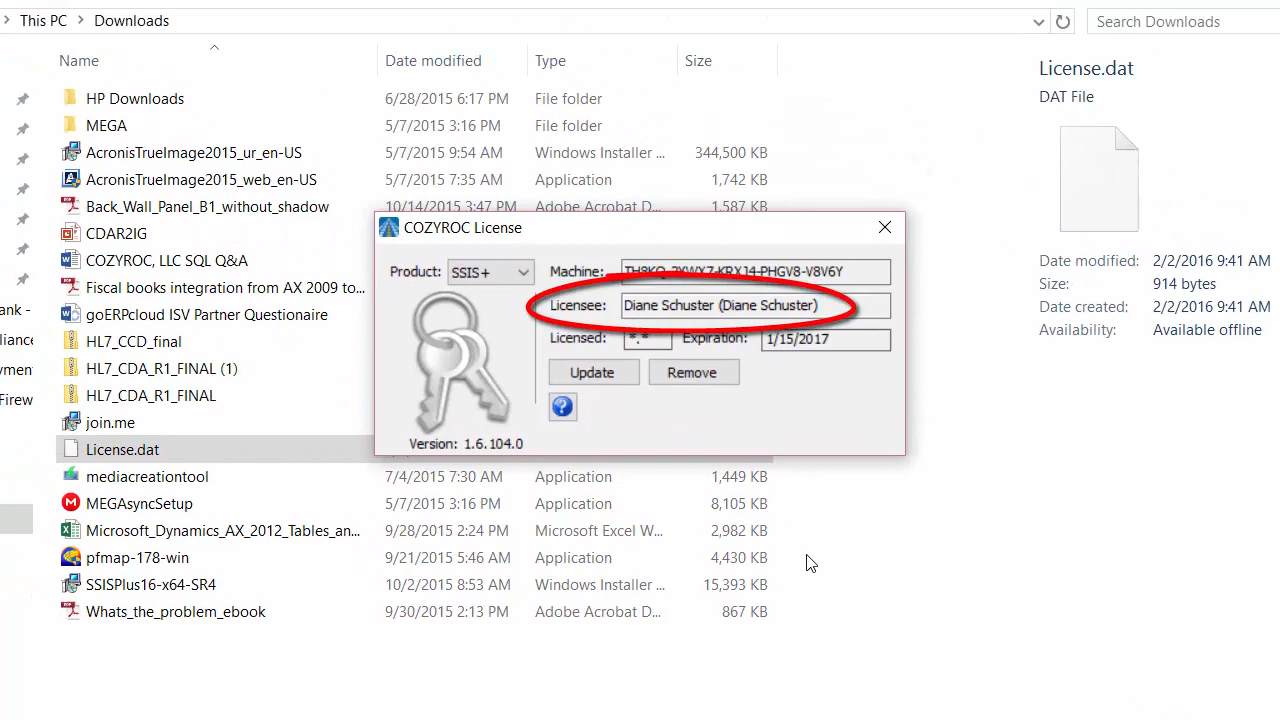 This PC > Downloads
Search Downloads
Name Date modified Type Size
HP Downloads 6/28/2015 6:17 PM File folder
MEGA 5/7/2015 3:16 PM File folder
AcronisTrueImage2015_ur_en-US 5/7/2015 9:54 AM Windows Installer ... 344,500 KB
AcronisTrueImage2015_web_en-US 5/7/2015 7:35 AM Application 1,742 KB
Back_Wall_Panel_B1_without_shadow 10/14/2015 3:47 PM Adobe Acrobat D... 1,587 KB
CDAR2IG
COZYROC, LLC SQL Q&A
Fiscal books integration from AX 2009 to...
goERPcloud ISV Partner Questionaire
HL7_CCD_final
HL7_CDA_R1_FINAL (1)
HL7_CDA_R1_FINAL
join.me
License.dat
mediacreationtool 7/4/2015 7:30 AM Application 1,449 KB
MEGAsyncSetup 5/7/2015 3:16 PM Application 8,105 KB
Microsoft_Dynamics_AX_2012_Tables_an... 9/28/2015 2:24 PM Microsoft Excel W... 2,982 KB
pfmap-178-win 9/21/2015 5:46 AM Application 4,430 KB
SSISPlus16-x64-SR4 10/2/2015 8:53 AM Windows Installer ... 15,393 KB
Whats_the_problem_ebook 9/30/2015 2:13 PM Adobe Acrobat D... 867 KB
liance
yment
Firew
COZYROC License
Product: SSIS+
Machine:
Licensee: Diane Schuster (Diane Schuster)
Licensed: *.* Expiration: 1/15/2017
Update Remove
Version: 1.6.104.0
License.dat
DAT File
Date modified: 2/2/2016 9:41 AM
Size: 914 bytes
Date created: 2/2/2016 9:41 AM
Availability: Available offline